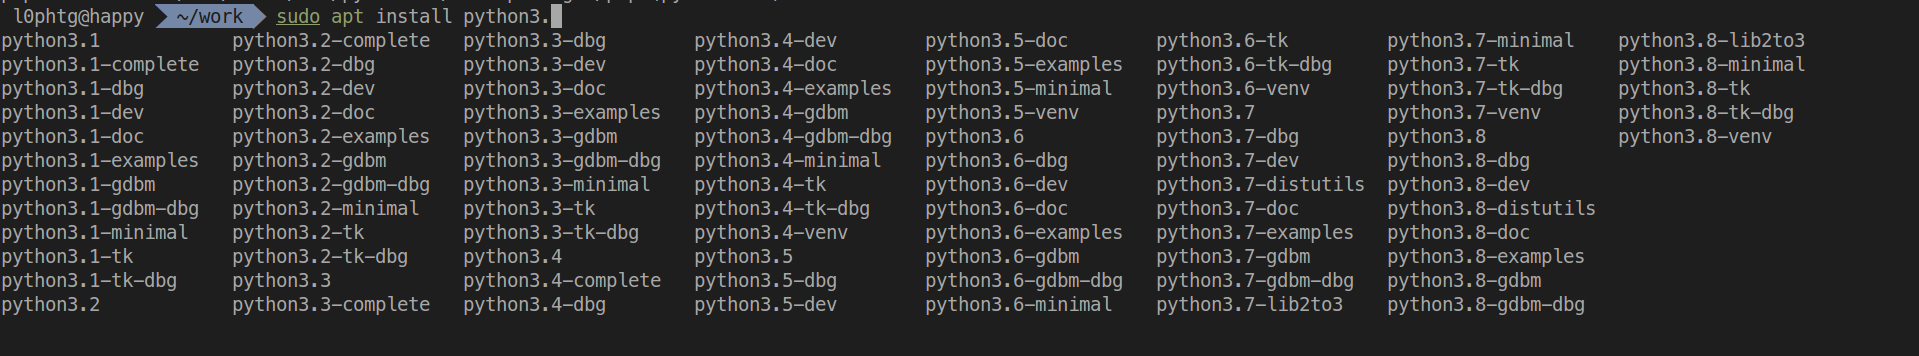 l0phtg@happy ~/work sudo apt install python3.
python3.1 python3.2-complete python3.3-dbg python3.4-dev python3.5-doc python3.6-tk python3.7-minimal python3.8-lib2to3
python3.1-complete python3.2-dbg python3.3-dev python3.4-doc python3.5-examples python3.6-tk-dbg python3.7-tk python3.8-minimal
python3.1-dbg python3.2-dev python3.3-doc python3.4-examples python3.5-minimal python3.6-venv python3.7-tk-dbg python3.8-tk
python3.1-dev python3.2-doc python3.3-examples python3.4-gdbm python3.5-venv python3.7 python3.7-venv python3.8-tk-dbg
python3.1-doc python3.2-examples python3.3-gdbm python3.4-gdbm-dbg python3.6 python3.7-dbg python3.8 python3.8-venv
python3.1-examples python3.2-gdbm python3.3-gdbm-dbg python3.4-minimal python3.6-dbg python3.7-dev python3.8-dbg
python3.1-gdbm python3.2-gdbm-dbg python3.3-minimal python3.4-tk python3.6-dev python3.7-distutils python3.8-dev
python3.1-gdbm-dbg python3.2-minimal python3.3-tk python3.4-tk-dbg python3.6-doc python3.7-doc python3.8-distutils
python3.1-minimal python3.2-tk python3.3-tk-dbg python3.4-venv python3.6-examples python3.7-examples python3.8-doc
python3.1-tk python3.2-tk-dbg python3.4 python3.5 python3.6-gdbm python3.7-gdbm python3.8-examples
python3.1-tk-dbg python3.3 python3.4-complete python3.5-dbg python3.6-gdbm-dbg python3.7-gdbm-dbg python3.8-gdbm
python3.2 python3.3-complete python3.4-dbg python3.5-dev python3.6-minimal python3.7-lib2to3 python3.8-gdbm-dbg